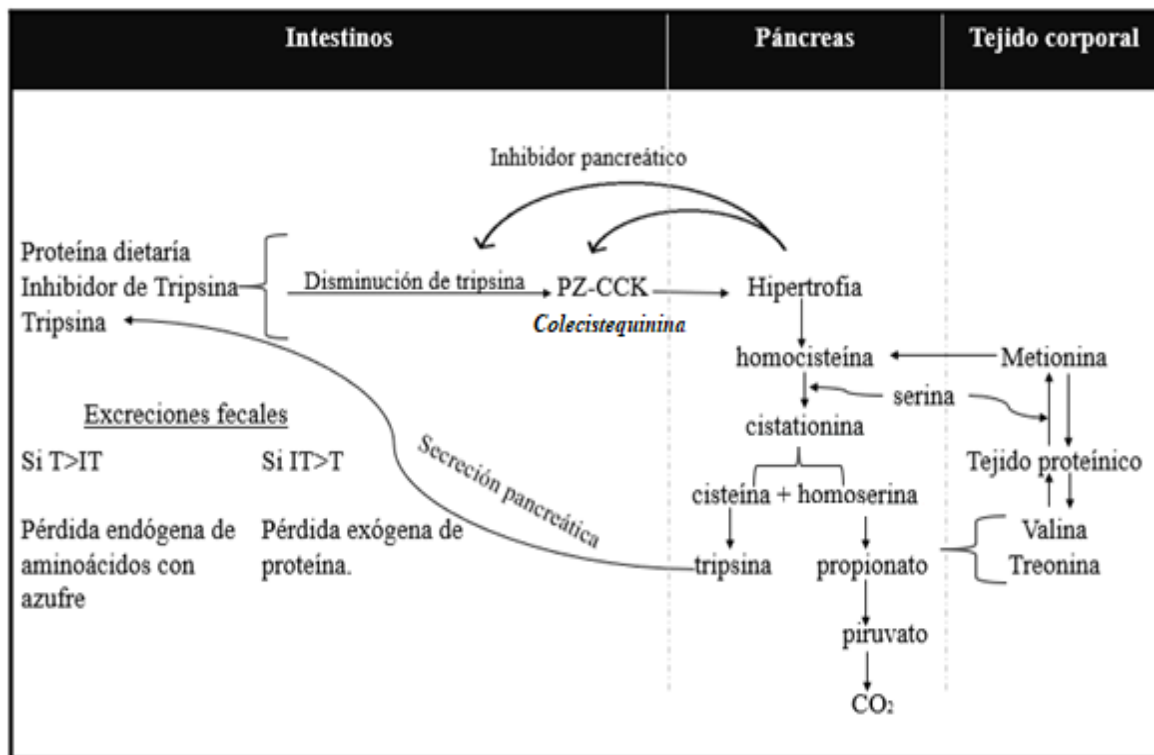 Intestinos
Páncreas
Tejido corporal
Inhibidor pancreático
Proteína dietaría
Inhibidor de Tripsina
Tripsina
Disminución de tripsina
PZ-CCK
Colecistequinina
Hipertrofia
homocisteína
Metionina
serina
cistationina
Excreciones fecales
Si T>IT
Si IT>T
Pérdida endógena de
aminoácidos con
azufre
Pérdida exógena de
proteína.
Secreción pancreática
Tejido proteínico
cisteína + homoserina
Valina
Treonina
tripsina
propionato
piruvato
CO₂